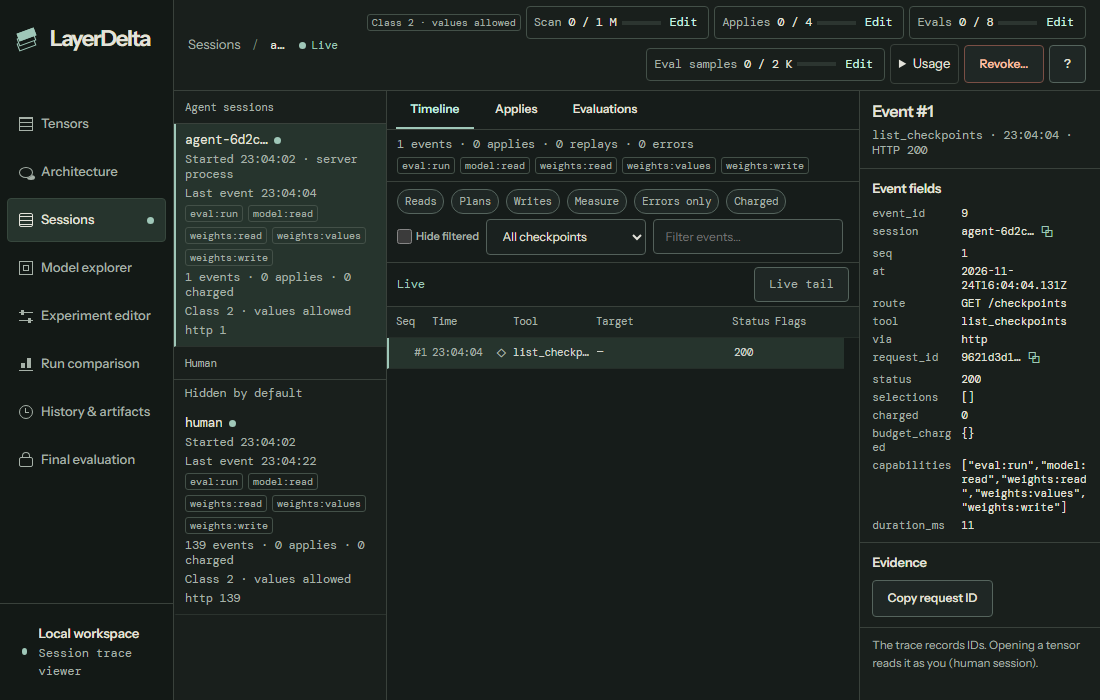 LayerDelta
Tensors
Architecture
Sessions
Model explorer
Experiment editor
Run comparison
History & artifacts
Final evaluation
Local workspace
Session trace
viewer
Sessions / a… Live
Class 2 · values allowed
Scan 0 / 1 M Edit
Applies 0 / 4 Edit
Evals 0 / 8 Edit
Eval samples 0 / 2 K Edit
Usage
Revoke…
?
Agent sessions
agent-6d2c…
Started 23:04:02 · server
process
Last event 23:04:04
eval:run model:read
weights:read weights:values
weights:write
1 events · 0 applies · 0
charged
Class 2 · values allowed
http 1
Human
Hidden by default
human
Started 23:04:02
Last event 23:04:22
eval:run model:read
weights:read weights:values
weights:write
139 events · 0 applies · 0
charged
Class 2 · values allowed
http 139
Timeline Applies Evaluations
1 events · 0 applies · 0 replays · 0 errors
eval:run model:read weights:read weights:values weights:write
Reads Plans Writes Measure Errors only Charged
Hide filtered All checkpoints Filter events…
Live Live tail
Seq Time Tool Target Status Flags
#1 23:04:04 ◇ list_checkp… — 200
Event #1
list_checkpoints · 23:04:04 ·
HTTP 200
Event fields
event_id 9
session agent-6d2c…
seq 1
at 2026-11-
24T16:04:04.131Z
route GET /checkpoints
tool list_checkpoints
via http
request_id 9621d3d1…
status 200
selections []
charged 0
budget_charg {}
ed
capabilities ["eval:run","model:
read","weights:read
","weights:values",
"weights:write"]
duration_ms 11
Evidence
Copy request ID
The trace records IDs. Opening a tensor
reads it as you (human session).